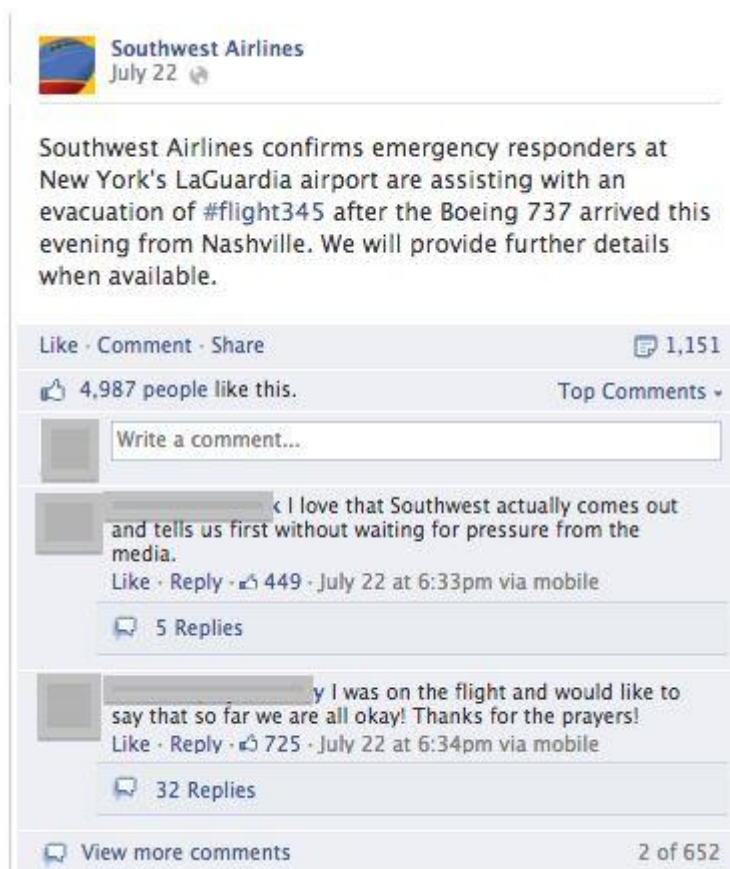 Southwest Airlines
July 22
Southwest Airlines confirms emergency responders at
New York's LaGuardia airport are assisting with an
evacuation of #flight345 after the Boeing 737 arrived this
evening from Nashville. We will provide further details
when available.
Like · Comment · Share 1,151
4,987 people like this. Top Comments
Write a comment...
k I love that Southwest actually comes out
and tells us first without waiting for pressure from the
media.
Like · Reply · 449 · July 22 at 6:33pm via mobile
5 Replies
y I was on the flight and would like to
say that so far we are all okay! Thanks for the prayers!
Like · Reply · 725 · July 22 at 6:34pm via mobile
32 Replies
View more comments 2 of 652